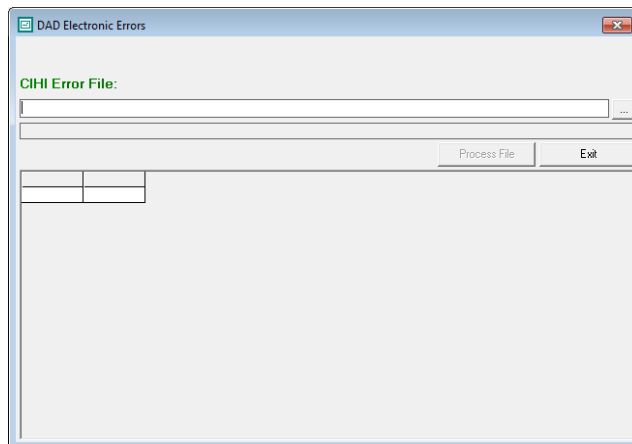 DAD Electronic Errors
CIHI Error File:
...
Process File Exit